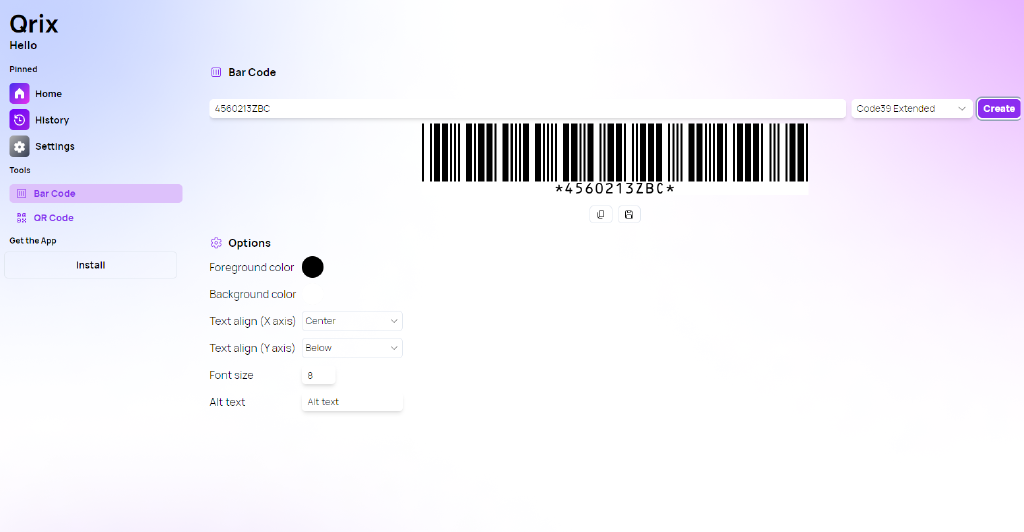 Qrix
Hello
Pinned
Home
History
Settings
Tools
Bar Code
QR Code
Get the App
Install
Bar Code
4560213ZBC
Code39 Extended
Create
*4560213ZBC*
Options
Foreground color
Background color
Text align (X axis)
Center
Text align (Y axis)
Below
Font size
8
Alt text
Alt text